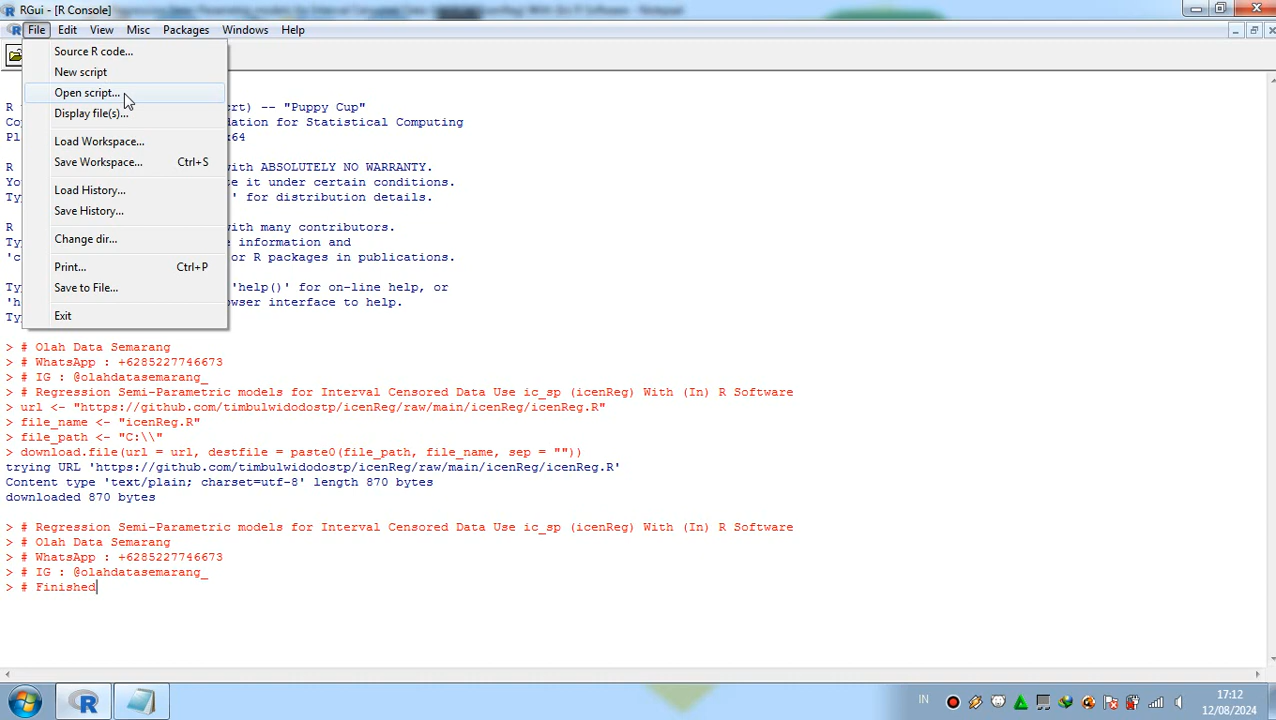 RGui - [R Console]
File Edit View Misc Packages Windows Help
Source R code...
New script
Open script...
Display file(s)...
Load Workspace...
Save Workspace... Ctrl+S
Load History...
Save History...
Change dir...
Print... Ctrl+P
Save to File...
Exit
R -- "Puppy Cup"
for Statistical Computing
:64
R with ABSOLUTELY NO WARRANTY.
it under certain conditions.
' for distribution details.
R with many contributors.
information and
or R packages in publications.
'help()' for on-line help, or
interface to help.
> # Olah Data Semarang
> # WhatsApp : +6285227746673
> # IG : @olahdatasemarang_
> # Regression Semi-Parametric models for Interval Censored Data Use ic_sp (icenReg) With (In) R Software
> url <- "https://github.com/timbulwidodostp/icenReg/raw/main/icenReg/icenReg.R"
> file_name <- "icenReg.R"
> file_path <- "C:\\"
> download.file(url = url, destfile = paste0(file_path, file_name, sep = ""))
trying URL 'https://github.com/timbulwidodostp/icenReg/raw/main/icenReg/icenReg.R'
Content type 'text/plain; charset=utf-8' length 870 bytes
downloaded 870 bytes
> # Regression Semi-Parametric models for Interval Censored Data Use ic_sp (icenReg) With (In) R Software
> # Olah Data Semarang
> # WhatsApp : +6285227746673
> # IG : @olahdatasemarang_
> # Finished
IN
17:12
12/08/2024